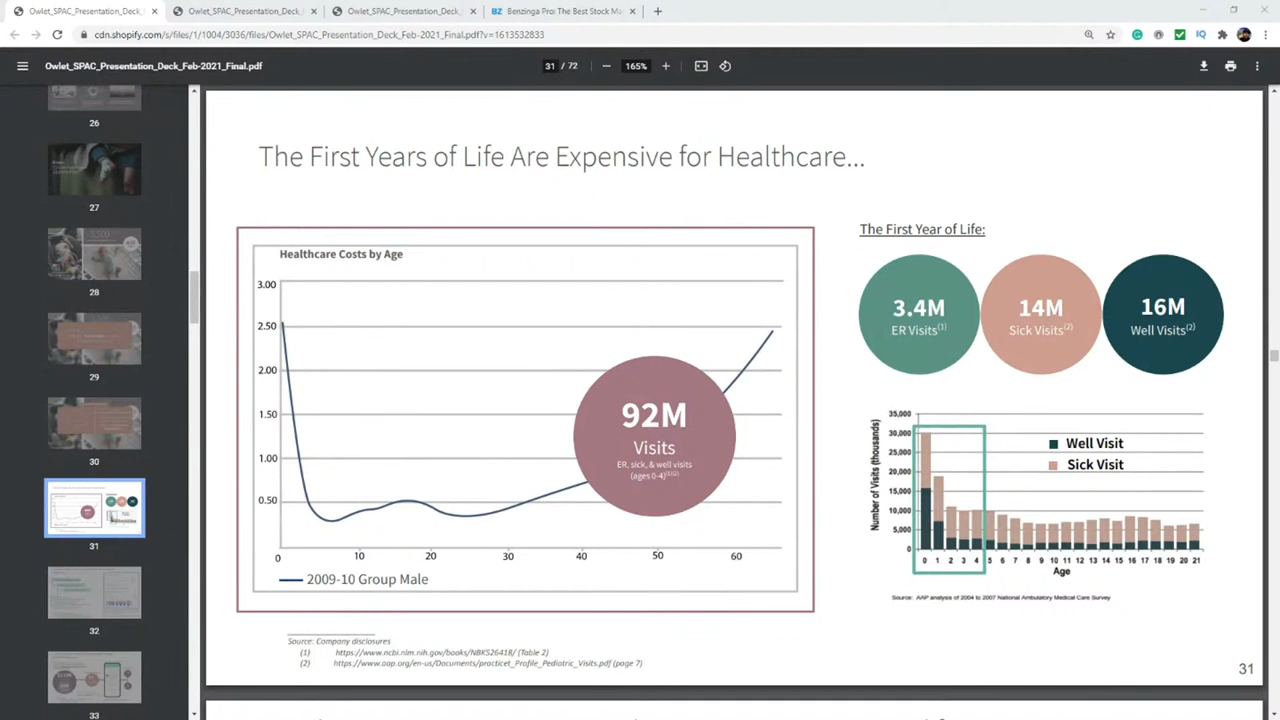 Owlet_SPAC_Presentation_Deck_F
Owlet_SPAC_Presentation_Deck_
Owlet_SPAC_Presentation_Deck_
BZ Benzinga Pro: The Best Stock Ma
cdn.shopify.com/s/files/1/1004/3036/files/Owlet_SPAC_Presentation_Deck_Feb-2021_Final.pdf?v=1613532833
Owlet_SPAC_Presentation_Deck_Feb-2021_Final.pdf
31 / 72
165%
26
27
28
29
30
31
32
33
The First Years of Life Are Expensive for Healthcare...
Healthcare Costs by Age
3.00
2.50
2.00
1.50
1.00
0.50
0 10 20 30 40 50 60
92M
Visits
ER, sick, & well visits
(ages 0-4)(1)(2)
2009-10 Group Male
The First Year of Life:
3.4M
ER Visits(1)
14M
Sick Visits(2)
16M
Well Visits(2)
Number of Visits (thousands)
35,000
30,000
25,000
20,000
15,000
10,000
5,000
0
Well Visit
Sick Visit
0 1 2 3 4 5 6 7 8 9 10 11 12 13 14 15 16 17 18 19 20 21
Age
Source: AAP analysis of 2004 to 2007 National Ambulatory Medical Care Survey
Source: Company disclosures
(1) https://www.ncbi.nlm.nih.gov/books/NBK526418/ (Table 2)
(2) https://www.aap.org/en-us/Documents/practicet_Profile_Pediatric_Visits.pdf (page 7)
31